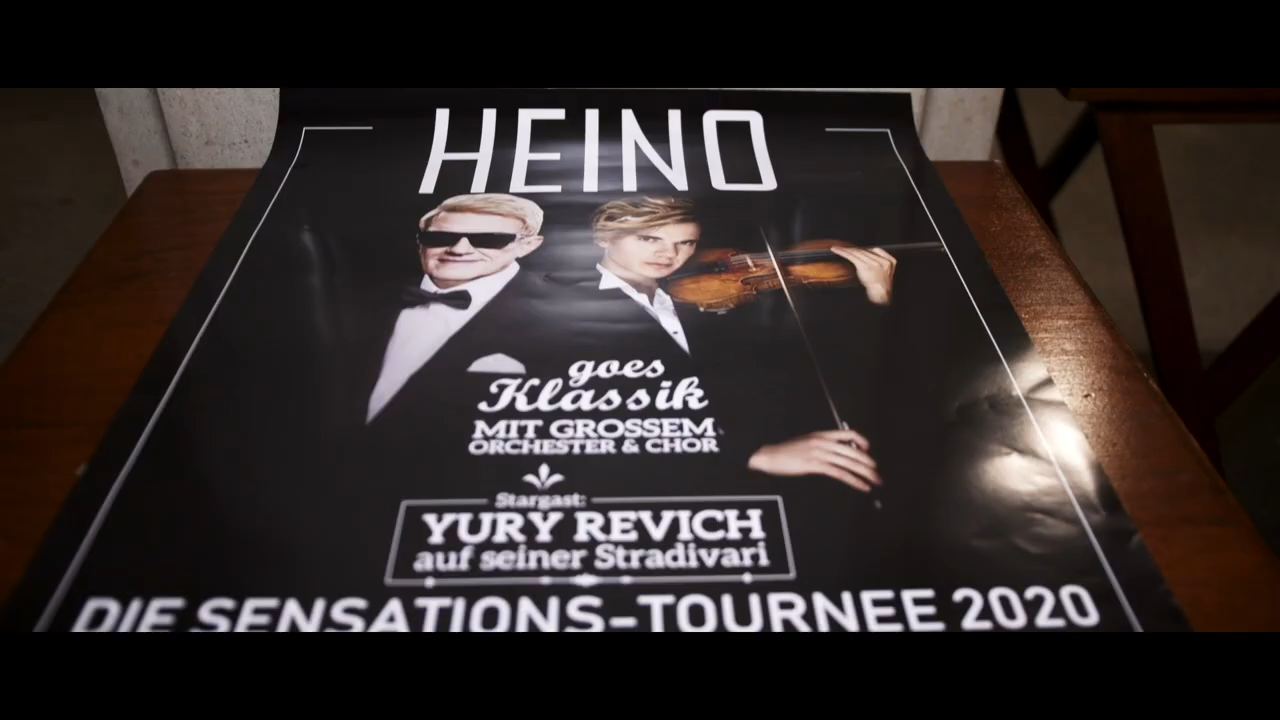 HEINO
goes
Klassik
MIT GROSSEM
ORCHESTER & CHOR
Stargast:
YURY REVICH
auf seiner Stradivari
DIE SENSATIONS-TOURNEE 2020